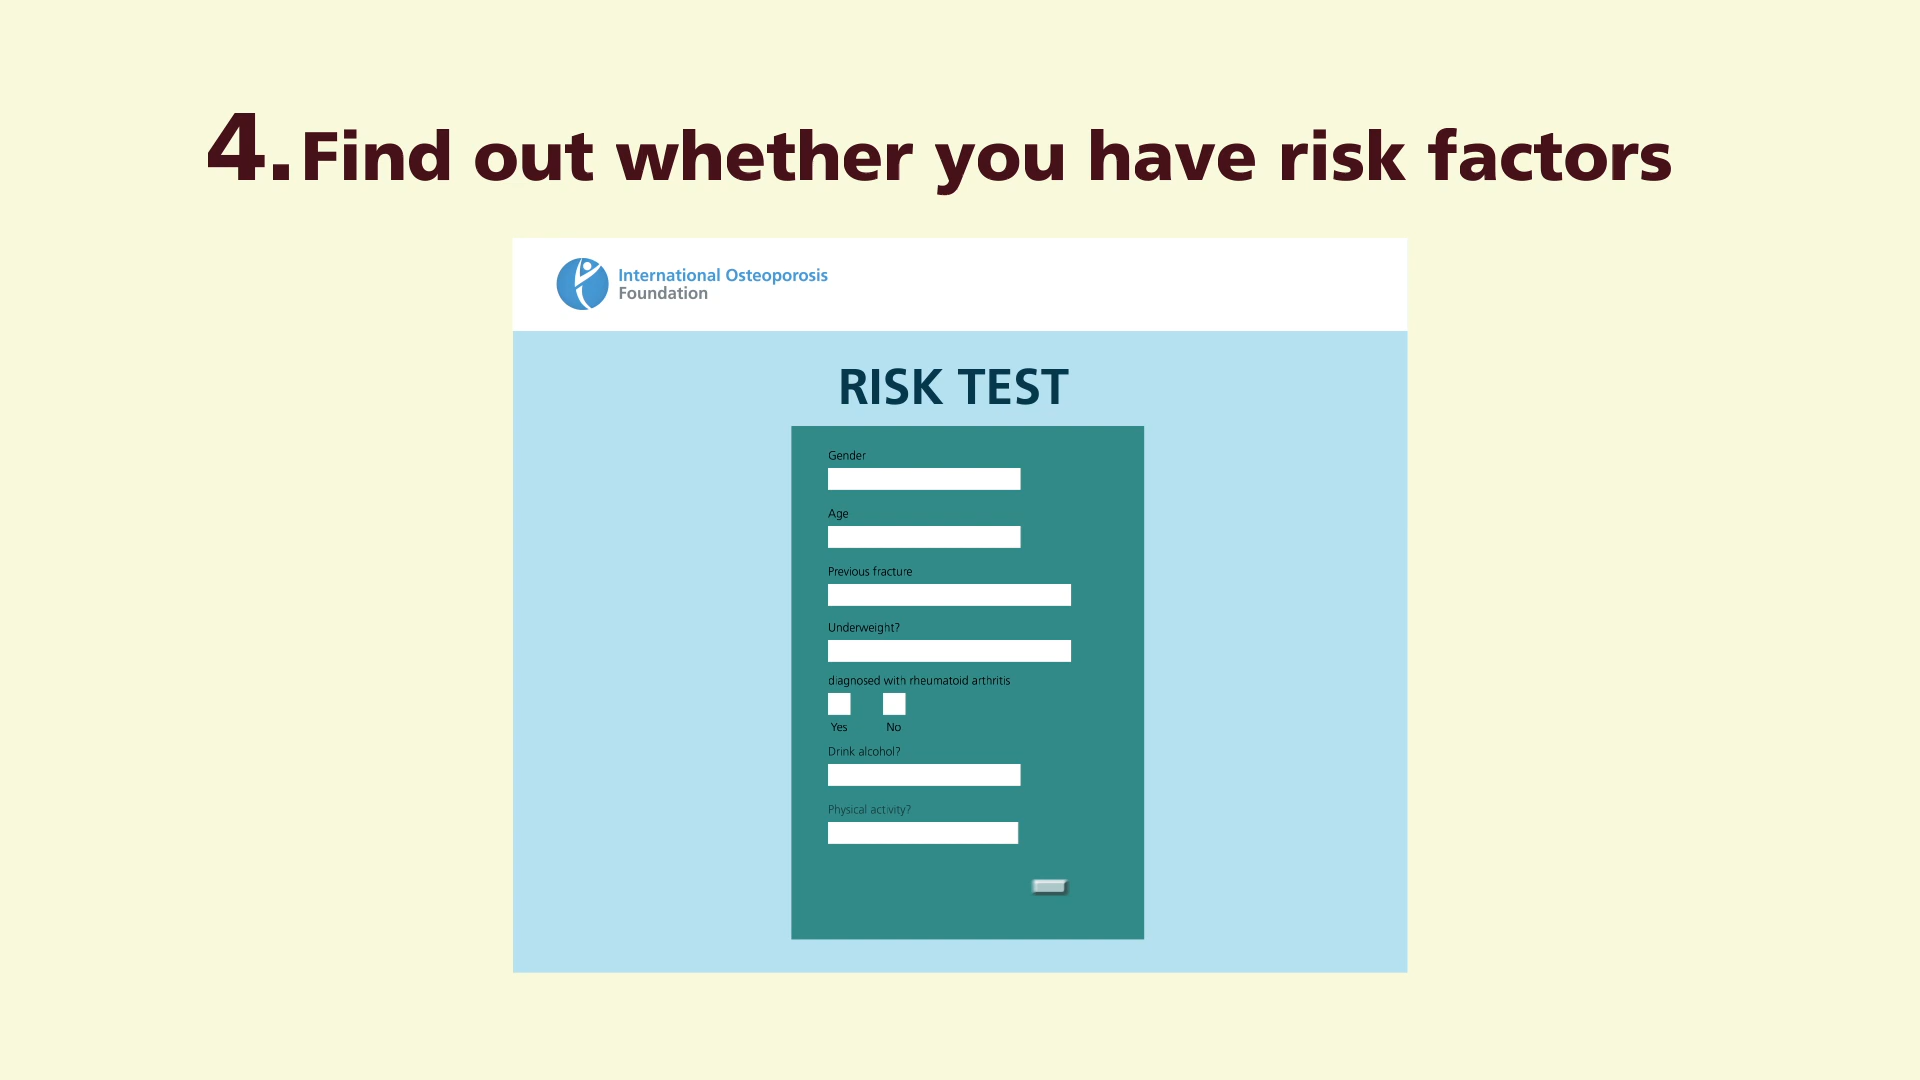 4. Find out whether you have risk factors
International Osteoporosis
Foundation
RISK TEST
Gender
Age
Previous fracture
Underweight?
diagnosed with rheumatoid arthritis
Yes No
Drink alcohol?
Physical activity?